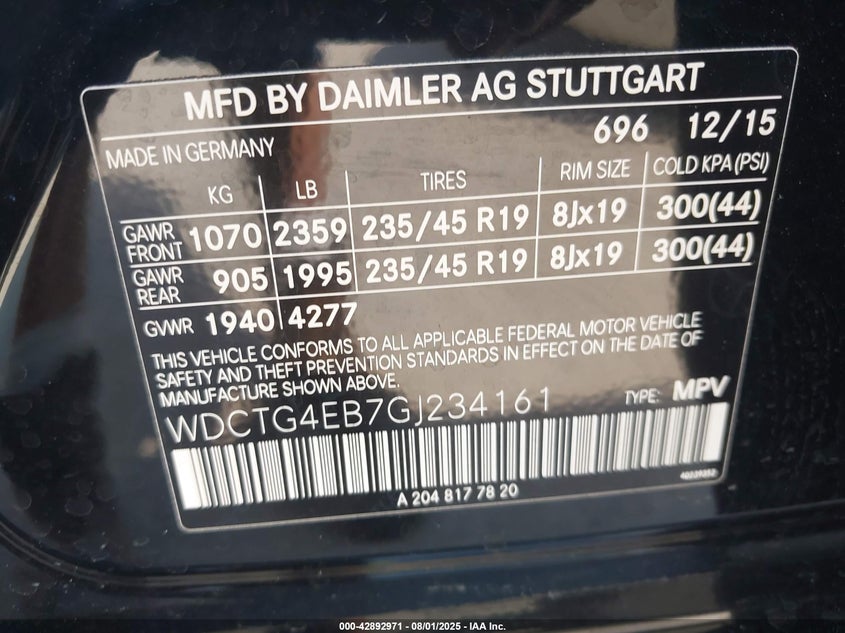 MFD BY DAIMLER AG STUTTGART
696 12/15
MADE IN GERMANY
KG LB TIRES RIM SIZE COLD KPA(PSI)
GAWR FRONT 1070 2359 235/45 R19 8Jx19 300(44)
GAWR REAR 905 1995 235/45 R19 8Jx19 300(44)
GVWR 1940 4277
THIS VEHICLE CONFORMS TO ALL APPLICABLE FEDERAL MOTOR VEHICLE
SAFETY AND THEFT PREVENTION STANDARDS IN EFFECT ON THE DATE OF
MANUFACTURE SHOWN ABOVE.
WDCTG4EB7GJ234161 TYPE: MPV
40239352
A 204 817 78 20
000-42892971 - 08/01/2025 - IAA Inc.